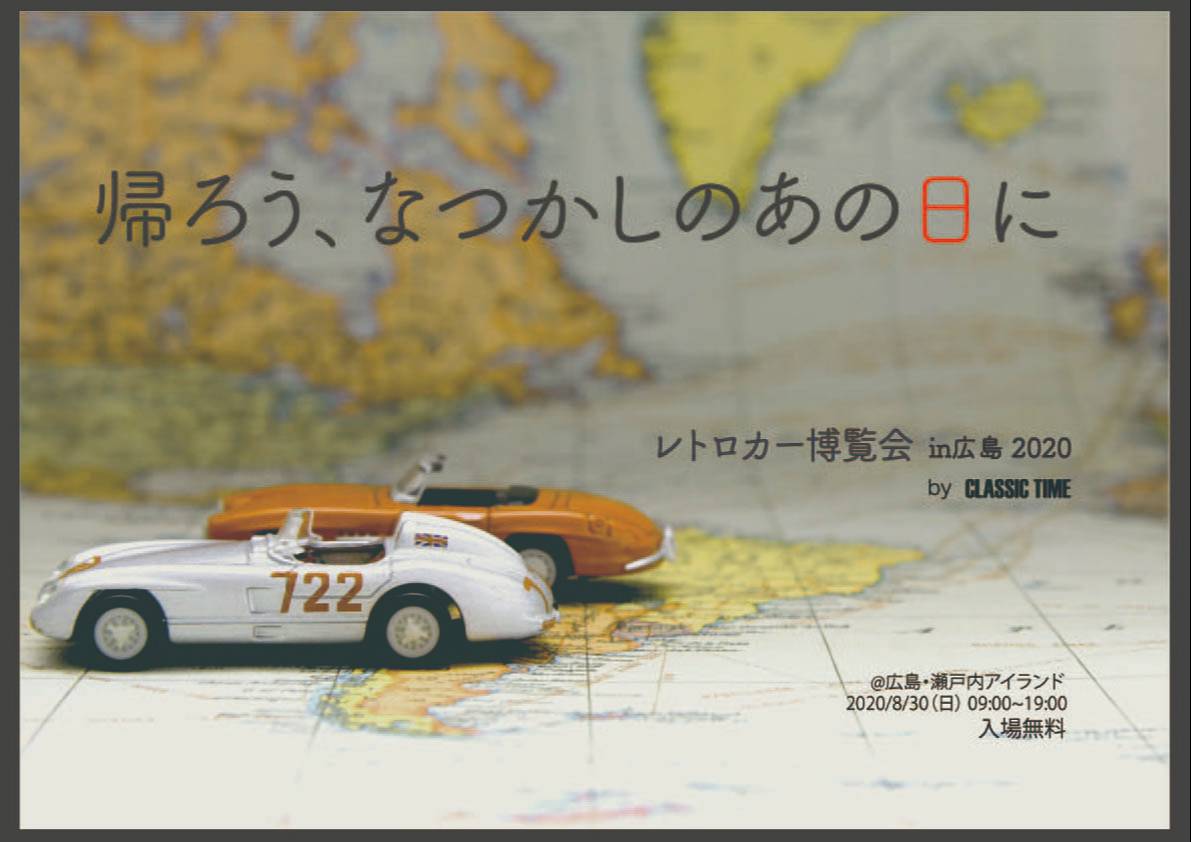 帰ろう、なつかしのあの日に
レトロカー博覧会 in広島 2020
by CLASSIC TIME
722
@広島・瀬戸内アイランド
2020/8/30（日） 09:00~19:00
入場無料